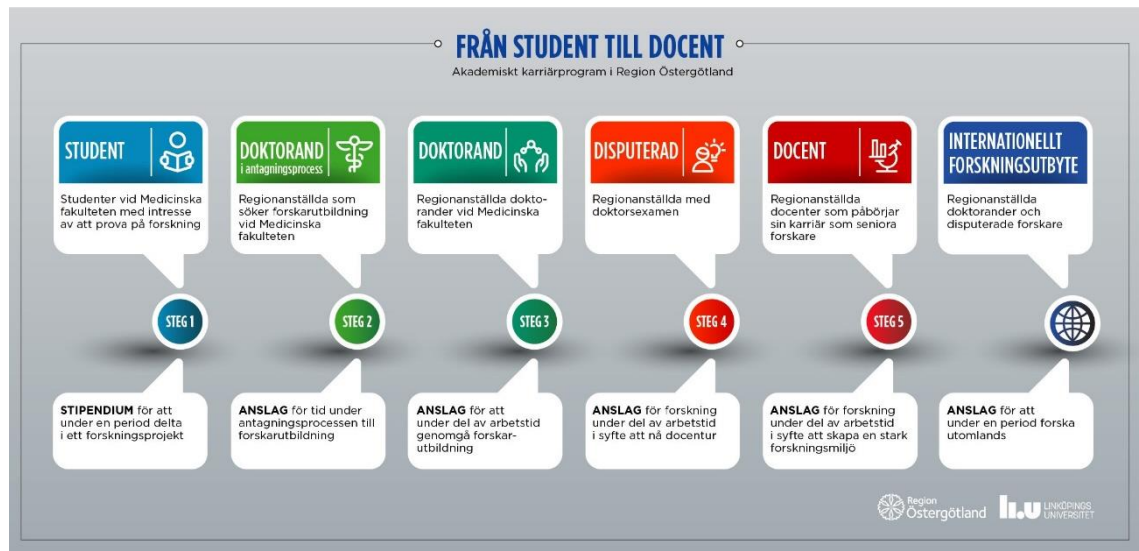 FRÅN STUDENT TILL DOCENT
Akademiskt karriärprogram i Region Östergötland
STUDENT
Studenter vid Medicinska
fakulteten med intresse
av att prova på forskning
STEG 1
STIPENDIUM för att
under en period delta
i ett forskningsprojekt
DOKTORAND
i antagningsprocess
Regionanställda som
söker forskarutbildning
vid Medicinska
fakulteten
STEG 2
ANSLAG för tid under
antagningsprocessen till
forskarutbildning
DOKTORAND
Regionanställda dokto-
rander vid Medicinska
fakulteten
STEG 3
ANSLAG för att
under del av arbetstid
genomgå forskar-
utbildning
DISPUTERAD
Regionanställda med
doktorsexamen
STEG 4
ANSLAG för forskning
under del av arbetstid
i syfte att nå docentur
DOCENT
Regionanställda
docenter som påbörjar
sin karriär som seniora
forskare
STEG 5
ANSLAG för forskning
under del av arbetstid
i syfte att skapa en stark
forskningsmiljö
INTERNATIONELLT
FORSKNINGSUTBYTE
Regionanställda
doktorander och
disputerade forskare
ANSLAG för att
under en period forska
utomlands
Region
Östergötland
LiU LINKÖPINGS
UNIVERSITET